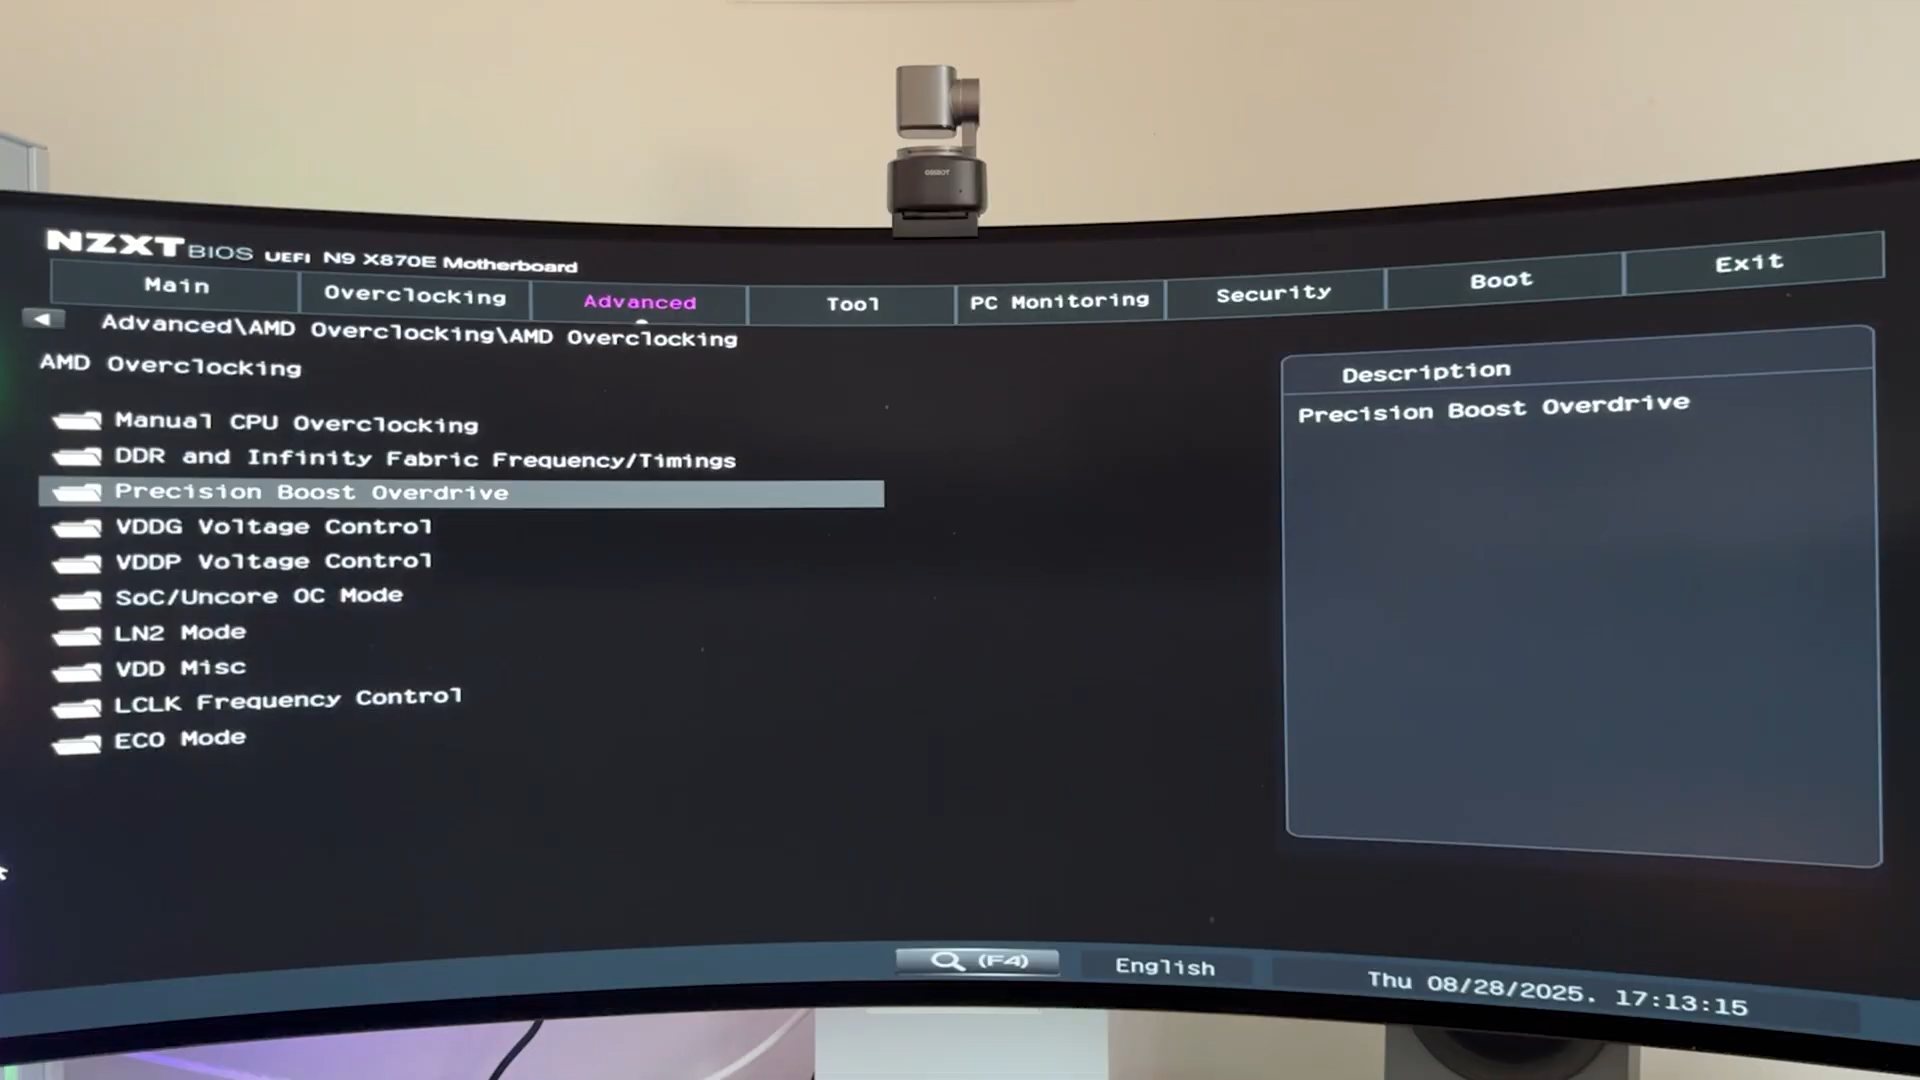 OBSBOT
NZXT BIOS UEFI N9 X870E Motherboard
Main Overclocking Advanced Tool PC Monitoring Security Boot Exit
Advanced\AMD Overclocking\AMD Overclocking
AMD Overclocking
Manual CPU Overclocking
DDR and Infinity Fabric Frequency/Timings
Precision Boost Overdrive
VDDG Voltage Control
VDDP Voltage Control
SoC/Uncore OC Mode
LN2 Mode
VDD Misc
LCLK Frequency Control
ECO Mode
Description
Precision Boost Overdrive
(F4) English Thu 08/28/2025. 17:13:15